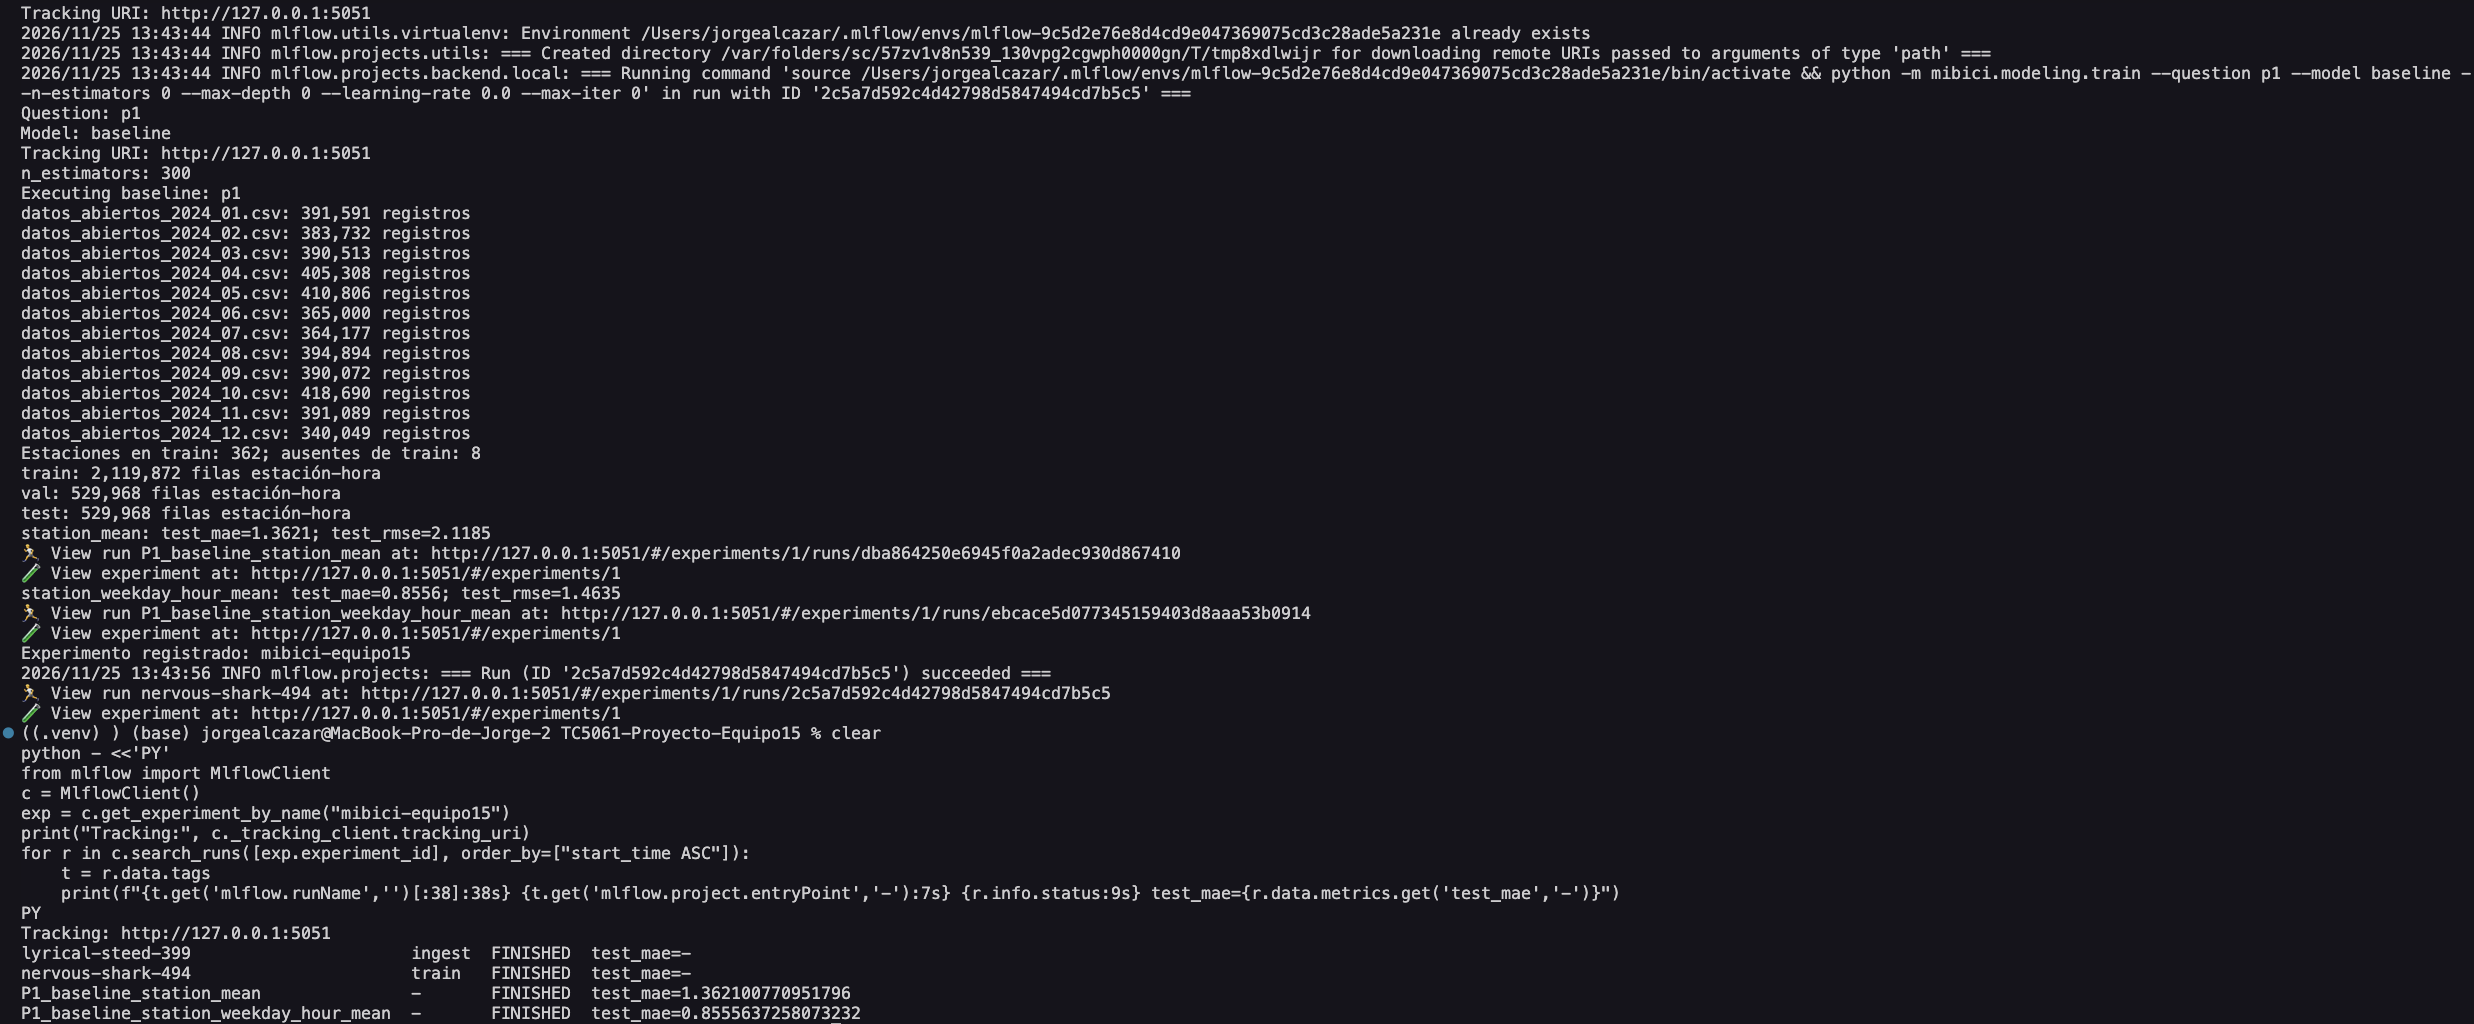 Tracking URI: http://127.0.0.1:5051
2026/11/25 13:43:44 INFO mlflow.utils.virtualenv: Environment /Users/jorgealcazar/.mlflow/envs/mlflow-9c5d2e76e8d4cd9e047369075cd3c28ade5a231e already exists
2026/11/25 13:43:44 INFO mlflow.projects.utils: === Created directory /var/folders/sc/57zv1v8n539_130vpg2cgwph0000gn/T/tmp8xdlwijr for downloading remote URIs passed to arguments of type 'path' ===
2026/11/25 13:43:44 INFO mlflow.projects.backend.local: === Running command 'source /Users/jorgealcazar/.mlflow/envs/mlflow-9c5d2e76e8d4cd9e047369075cd3c28ade5a231e/bin/activate && python -m mibici.modeling.train --question p1 --model baseline -
-n-estimators 0 --max-depth 0 --learning-rate 0.0 --max-iter 0' in run with ID '2c5a7d592c4d42798d5847494cd7b5c5' ===
Question: p1
Model: baseline
Tracking URI: http://127.0.0.1:5051
n_estimators: 300
Executing baseline: p1
datos_abiertos_2024_01.csv: 391,591 registros
datos_abiertos_2024_02.csv: 383,732 registros
datos_abiertos_2024_03.csv: 390,513 registros
datos_abiertos_2024_04.csv: 405,308 registros
datos_abiertos_2024_05.csv: 410,806 registros
datos_abiertos_2024_06.csv: 365,000 registros
datos_abiertos_2024_07.csv: 364,177 registros
datos_abiertos_2024_08.csv: 394,894 registros
datos_abiertos_2024_09.csv: 390,072 registros
datos_abiertos_2024_10.csv: 418,690 registros
datos_abiertos_2024_11.csv: 391,089 registros
datos_abiertos_2024_12.csv: 340,049 registros
Estaciones en train: 362; ausentes de train: 8
train: 2,119,872 filas estación-hora
val: 529,968 filas estación-hora
test: 529,968 filas estación-hora
station_mean: test_mae=1.3621; test_rmse=2.1185
🏃 View run P1_baseline_station_mean at: http://127.0.0.1:5051/#/experiments/1/runs/dba864250e6945f0a2adec930d867410
🧪 View experiment at: http://127.0.0.1:5051/#/experiments/1
station_weekday_hour_mean: test_mae=0.8556; test_rmse=1.4635
🏃 View run P1_baseline_station_weekday_hour_mean at: http://127.0.0.1:5051/#/experiments/1/runs/ebcace5d077345159403d8aaa53b0914
🧪 View experiment at: http://127.0.0.1:5051/#/experiments/1
Experimento registrado: mibici-equipo15
2026/11/25 13:43:56 INFO mlflow.projects: === Run (ID '2c5a7d592c4d42798d5847494cd7b5c5') succeeded ===
🏃 View run nervous-shark-494 at: http://127.0.0.1:5051/#/experiments/1/runs/2c5a7d592c4d42798d5847494cd7b5c5
🧪 View experiment at: http://127.0.0.1:5051/#/experiments/1
((.venv) ) (base) jorgealcazar@MacBook-Pro-de-Jorge-2 TC5061-Proyecto-Equipo15 % clear
python - <<'PY'
from mlflow import MlflowClient
c = MlflowClient()
exp = c.get_experiment_by_name("mibici-equipo15")
print("Tracking:", c._tracking_client.tracking_uri)
for r in c.search_runs([exp.experiment_id], order_by=["start_time ASC"]):
    t = r.data.tags
    print(f"{t.get('mlflow.runName','')[:38]:38s} {t.get('mlflow.project.entryPoint','-'):7s} {r.info.status:9s} test_mae={r.data.metrics.get('test_mae','-')}")
PY
Tracking: http://127.0.0.1:5051
lyrical-steed-399                      ingest  FINISHED  test_mae=-
nervous-shark-494                      train   FINISHED  test_mae=-
P1_baseline_station_mean               -       FINISHED  test_mae=1.362100770951796
P1_baseline_station_weekday_hour_mean  -       FINISHED  test_mae=0.8555637258073232